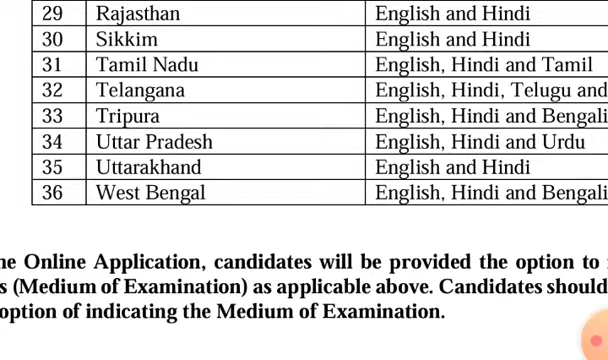 29 Rajasthan English and Hindi
30 Sikkim English and Hindi
31 Tamil Nadu English, Hindi and Tamil
32 Telangana English, Hindi, Telugu and
33 Tripura English, Hindi and Bengali
34 Uttar Pradesh English, Hindi and Urdu
35 Uttarakhand English and Hindi
36 West Bengal English, Hindi and Bengali
Online Application, candidates will be provided the option to
(Medium of Examination) as applicable above. Candidates should
option of indicating the Medium of Examination.